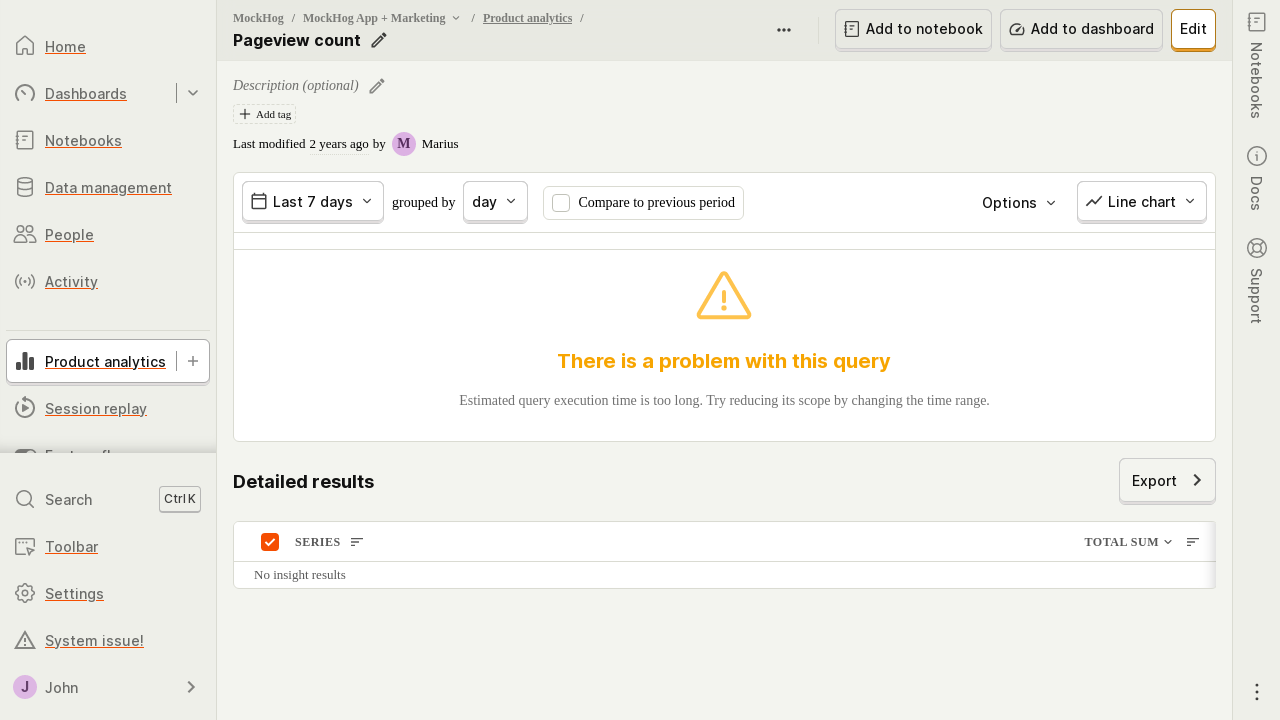 Home
Dashboards
Notebooks
Data management
People
Activity
Product analytics
Session replay
Search
Ctrl K
Toolbar
Settings
System issue!
J
John
MockHog / MockHog App + Marketing / Product analytics /
Pageview count
Add to notebook
Add to dashboard
Edit
Description (optional)
Add tag
Last modified 2 years ago by M Marius
Last 7 days
grouped by
day
Compare to previous period
Options
Line chart
There is a problem with this query
Estimated query execution time is too long. Try reducing its scope by changing the time range.
Detailed results
Export
SERIES
TOTAL SUM
No insight results
Notebooks
Docs
Support